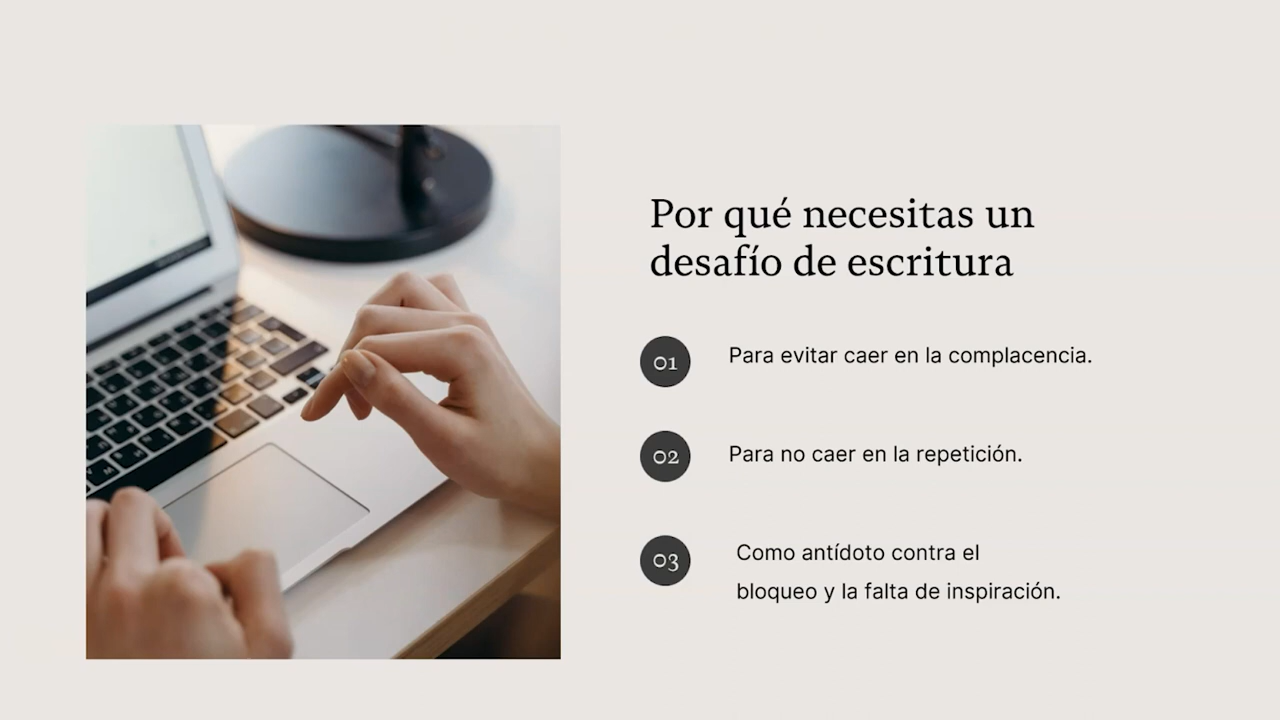 Por qué necesitas un
desafío de escritura
01
Para evitar caer en la complacencia.
02
Para no caer en la repetición.
03
Como antídoto contra el
bloqueo y la falta de inspiración.